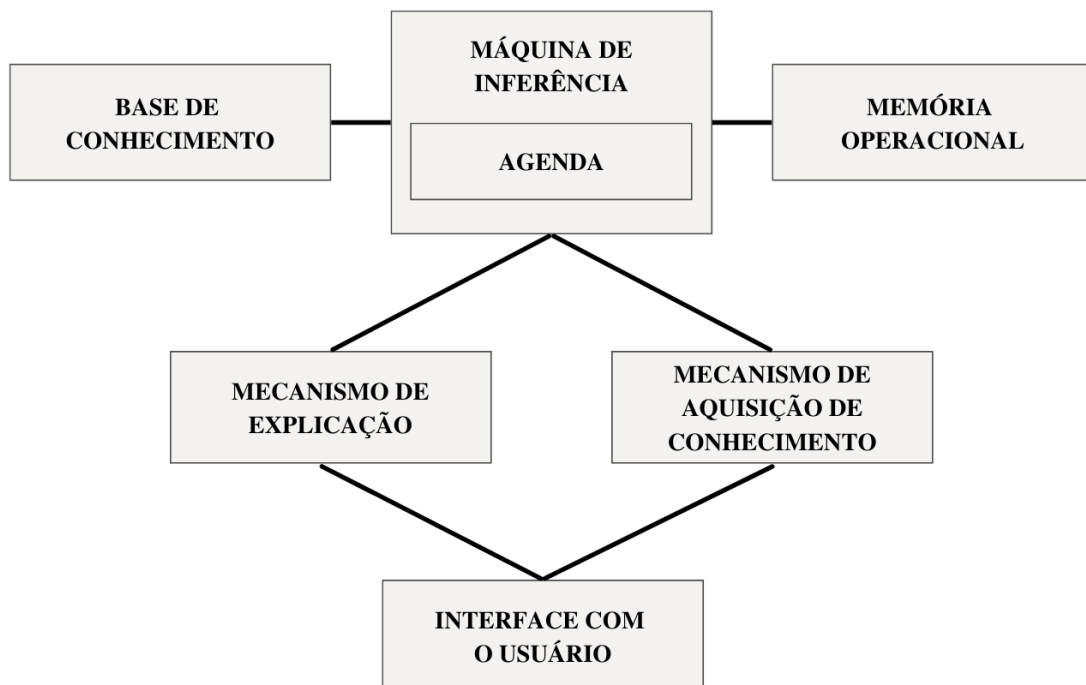 MÁQUINA DE
INFERÊNCIA
BASE DE
CONHECIMENTO
AGENDA
MEMÓRIA
OPERACIONAL
MECANISMO DE
EXPLICAÇÃO
MECANISMO DE
AQUISIÇÃO DE
CONHECIMENTO
INTERFACE COM
O USUÁRIO